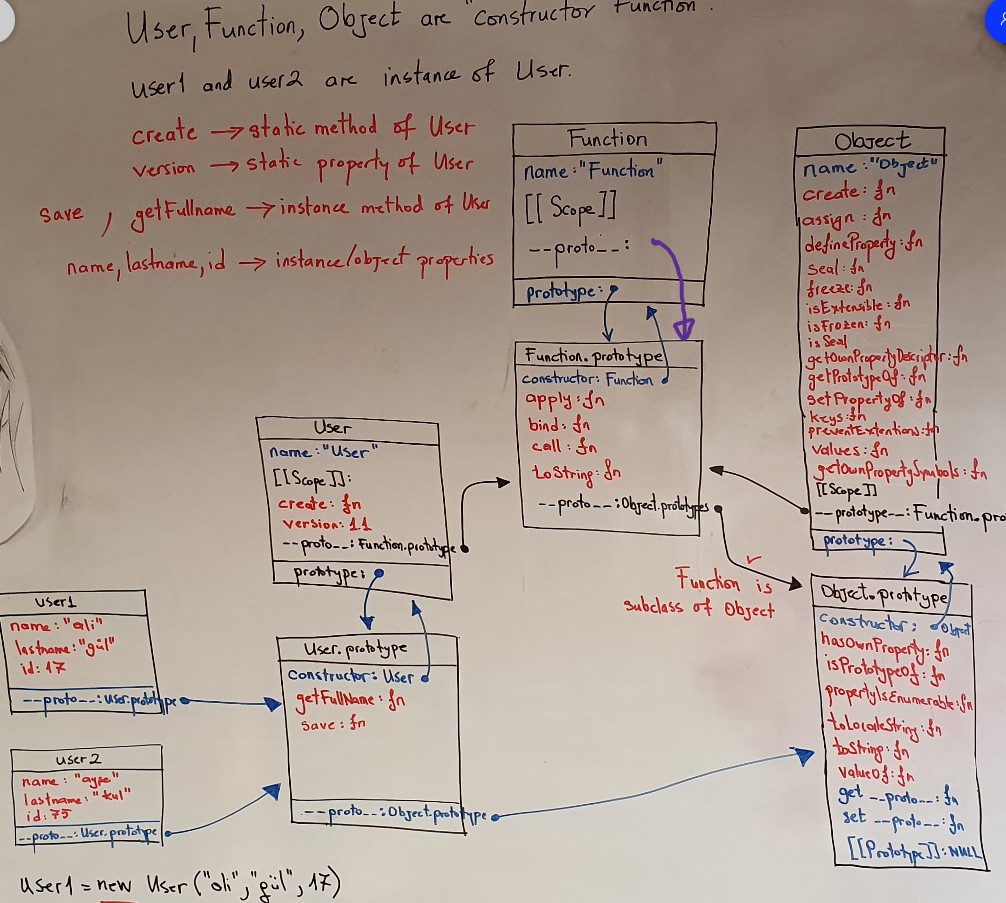 User, Function, Object are "constructor Function".
user1 and user2 are instance of User.
create → static method of User
version → static property of User
save , getFullname → instance method of User
name, lastname, id → instance/object properties
Function
name: "Function"
[[Scope]]
--proto--:
prototype:
Function.prototype
constructor: Function
apply: fn
bind: fn
call: fn
toString: fn
--proto--: Object.prototypes
Object
name: "Object"
create: fn
assign: fn
defineProperty: fn
seal: fn
freeze: fn
isExtensible: fn
isFrozen: fn
isSeal
getOwnPropertyDescriptor: fn
getPrototypeOf: fn
setPropertyOf: fn
keys: fn
preventExtentions: fn
values: fn
getOwnPropertySymbols: fn
[[Scope]]
--prototype--: Function.pro
prototype:
Function is
subclass of Object
Object.prototype
constructor: Object
hasOwnProperty: fn
isPrototypeOf: fn
propertyIsEnumerable: fn
toLocaleString: fn
toString: fn
valueOf: fn
get --proto--: fn
set --proto--: fn
[[Prototype]]: NULL
User
name: "User"
[[Scope]]:
create: fn
version: 1.1
--proto--: Function.prototype
prototype:
User.prototype
constructor: User
getFullName: fn
save: fn
--proto--: Object.prototype
user1
name: "ali"
lastname: "gül"
id: 17
--proto--: User.prototype
user2
name: "ayşe"
lastname: "kul"
id: 75
--proto--: User.prototype
user1 = new User ("ali", "gül", 17)